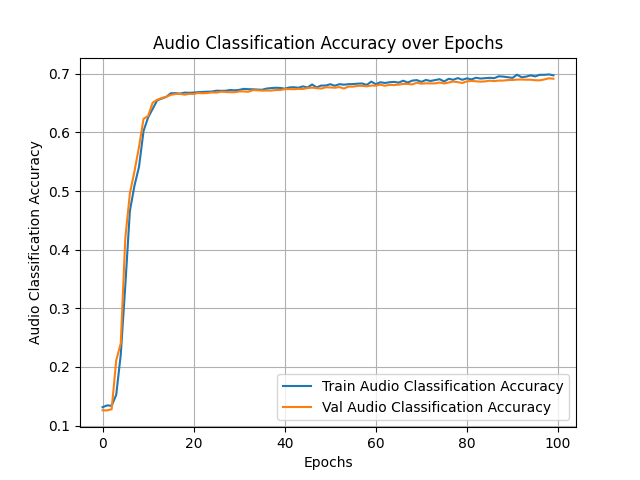 Audio Classification Accuracy over Epochs
Audio Classification Accuracy
0.7
0.6
0.5
0.4
0.3
0.2
0.1
Train Audio Classification Accuracy
Val Audio Classification Accuracy
0 20 40 60 80 100
Epochs